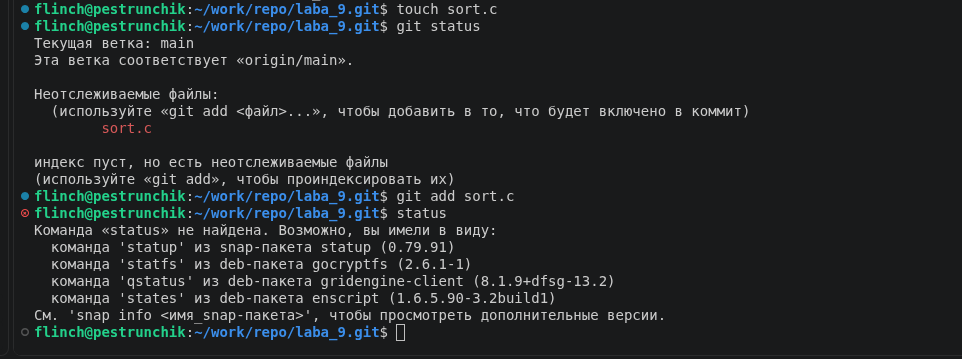 flinch@pestrunchik:~/work/repo/laba_9.git$ touch sort.c
flinch@pestrunchik:~/work/repo/laba_9.git$ git status
Текущая ветка: main
Эта ветка соответствует «origin/main».
Неотслеживаемые файлы:
(используйте «git add <файл>...», чтобы добавить в то, что будет включено в коммит)
sort.c
индекс пуст, но есть неотслеживаемые файлы
(используйте «git add», чтобы проиндексировать их)
flinch@pestrunchik:~/work/repo/laba_9.git$ git add sort.c
flinch@pestrunchik:~/work/repo/laba_9.git$ status
Команда «status» не найдена. Возможно, вы имели в виду:
команда 'statup' из snap-пакета statup (0.79.91)
команда 'statfs' из deb-пакета gocryptfs (2.6.1-1)
команда 'qstatus' из deb-пакета gridengine-client (8.1.9+dfsg-13.2)
команда 'states' из deb-пакета enscript (1.6.5.90-3.2build1)
См. 'snap info <имя_snap-пакета>', чтобы просмотреть дополнительные версии.
flinch@pestrunchik:~/work/repo/laba_9.git$